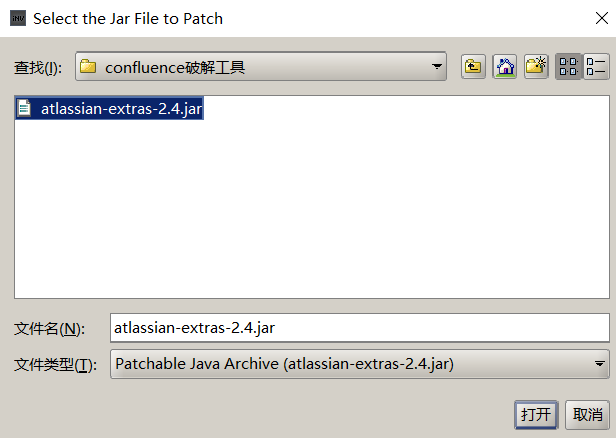 Select the Jar File to Patch
查找(I): confluence破解工具
atlassian-extras-2.4.jar
文件名(N): atlassian-extras-2.4.jar
文件类型(T): Patchable Java Archive (atlassian-extras-2.4.jar)
打开 取消